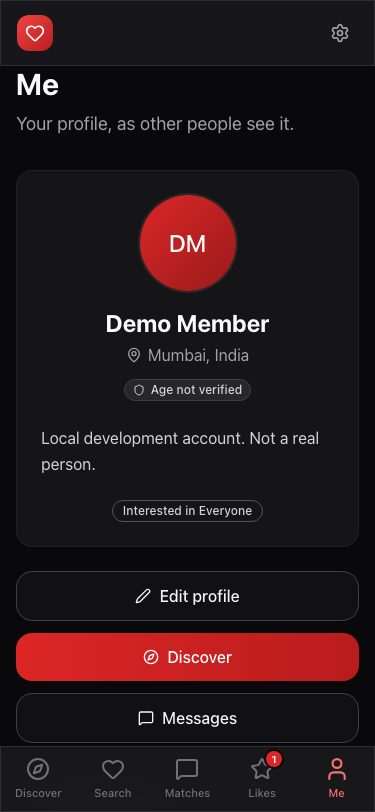 Me
Your profile, as other people see it.
DM
Demo Member
Mumbai, India
Age not verified
Local development account. Not a real
person.
Interested in Everyone
Edit profile
Discover
Messages
1
Discover
Search
Matches
Likes
Me